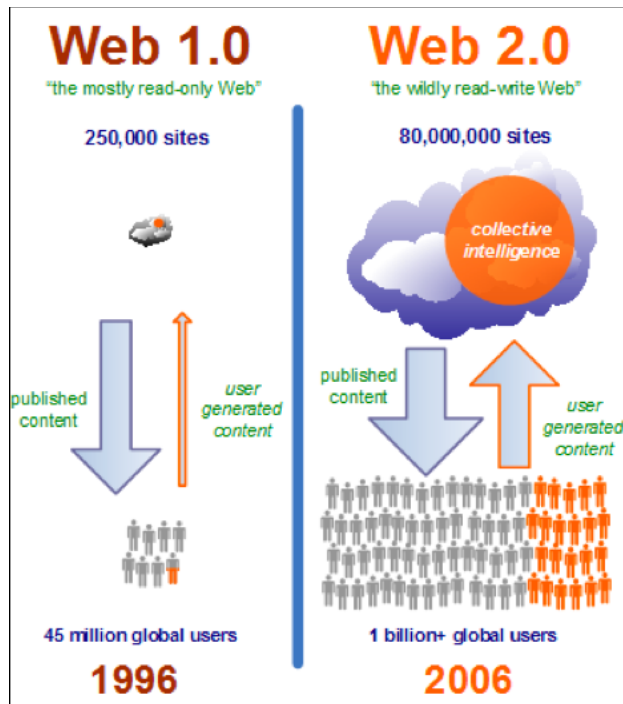 Web 1.0
“the mostly read-only Web”
250,000 sites
published
content
user
generated
content
45 million global users
1996
Web 2.0
“the wildly read-write Web”
80,000,000 sites
collective
intelligence
published
content
user
generated
content
1 billion+ global users
2006